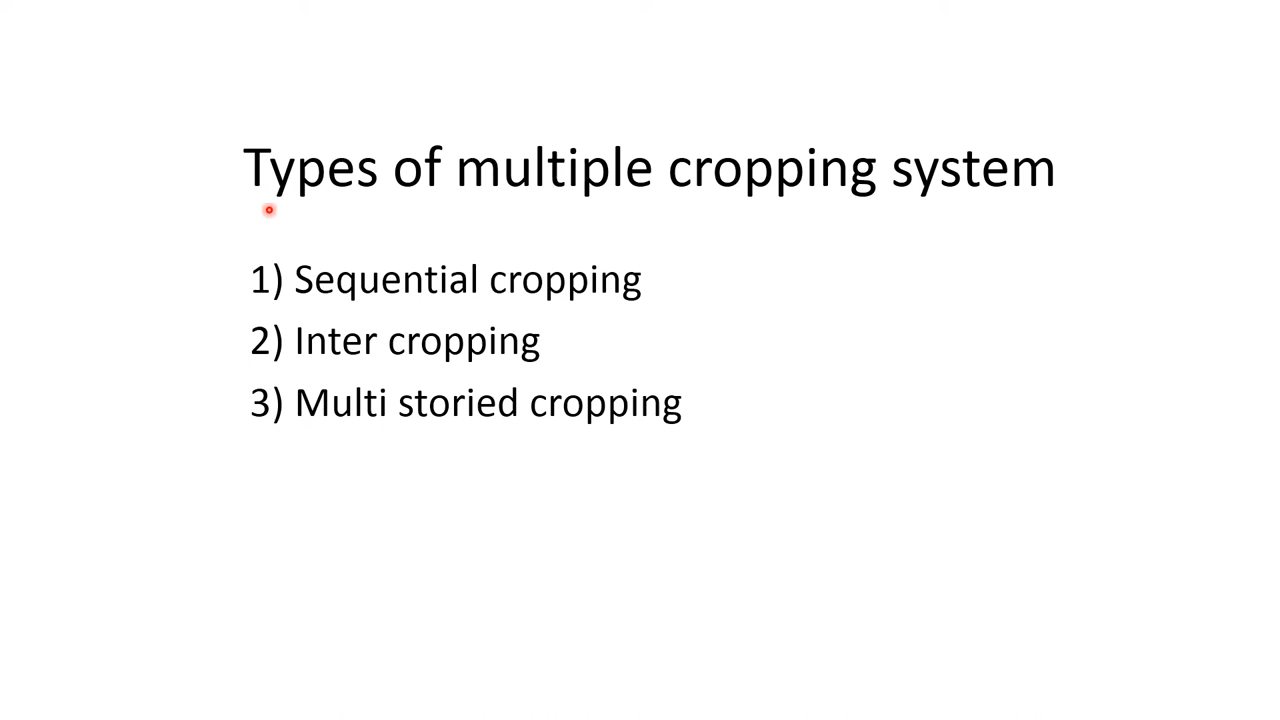 Types of multiple cropping system
1) Sequential cropping
2) Inter cropping
3) Multi storied cropping